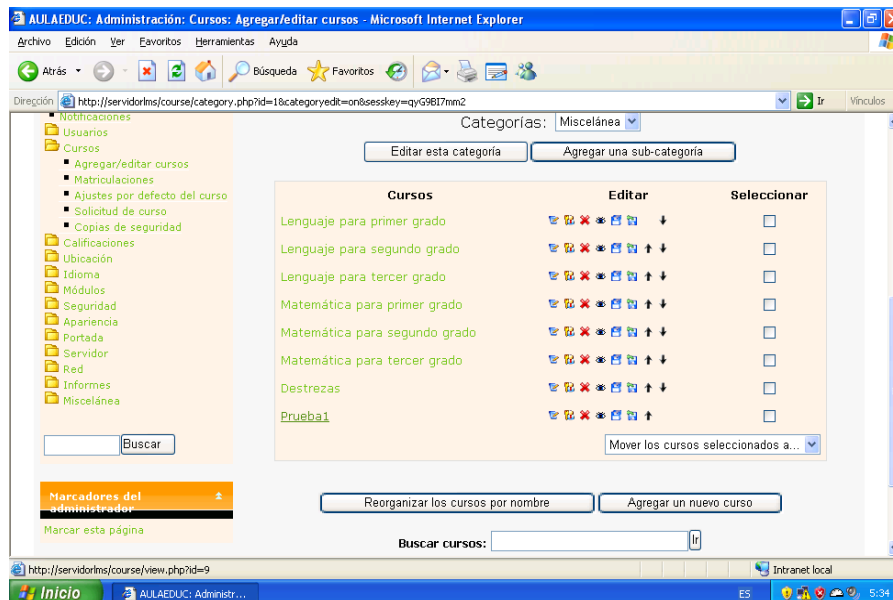 AULAEDUC: Administración: Cursos: Agregar/editar cursos - Microsoft Internet Explorer
Archivo Edición Ver Favoritos Herramientas Ayuda
Atrás Búsqueda Favoritos
Dirección http://servidorlms/course/category.php?id=1&categoryedit=on&sesskey=qyG9BI7mm2 Ir Vínculos
Notificaciones
Usuarios
Cursos
Agregar/editar cursos
Matriculaciones
Ajustes por defecto del curso
Solicitud de curso
Copias de seguridad
Calificaciones
Ubicación
Idioma
Módulos
Seguridad
Apariencia
Portada
Servidor
Red
Informes
Miscelánea
Buscar
Marcadores del
administrador
Marcar esta página
Categorías: Miscelánea
Editar esta categoría Agregar una sub-categoría
Cursos Editar Seleccionar
Lenguaje para primer grado
Lenguaje para segundo grado
Lenguaje para tercer grado
Matemática para primer grado
Matemática para segundo grado
Matemática para tercer grado
Destrezas
Prueba1
Mover los cursos seleccionados a...
Reorganizar los cursos por nombre Agregar un nuevo curso
Buscar cursos: Ir
http://servidorlms/course/view.php?id=9 Intranet local
Inicio AULAEDUC: Administr... ES 5:34